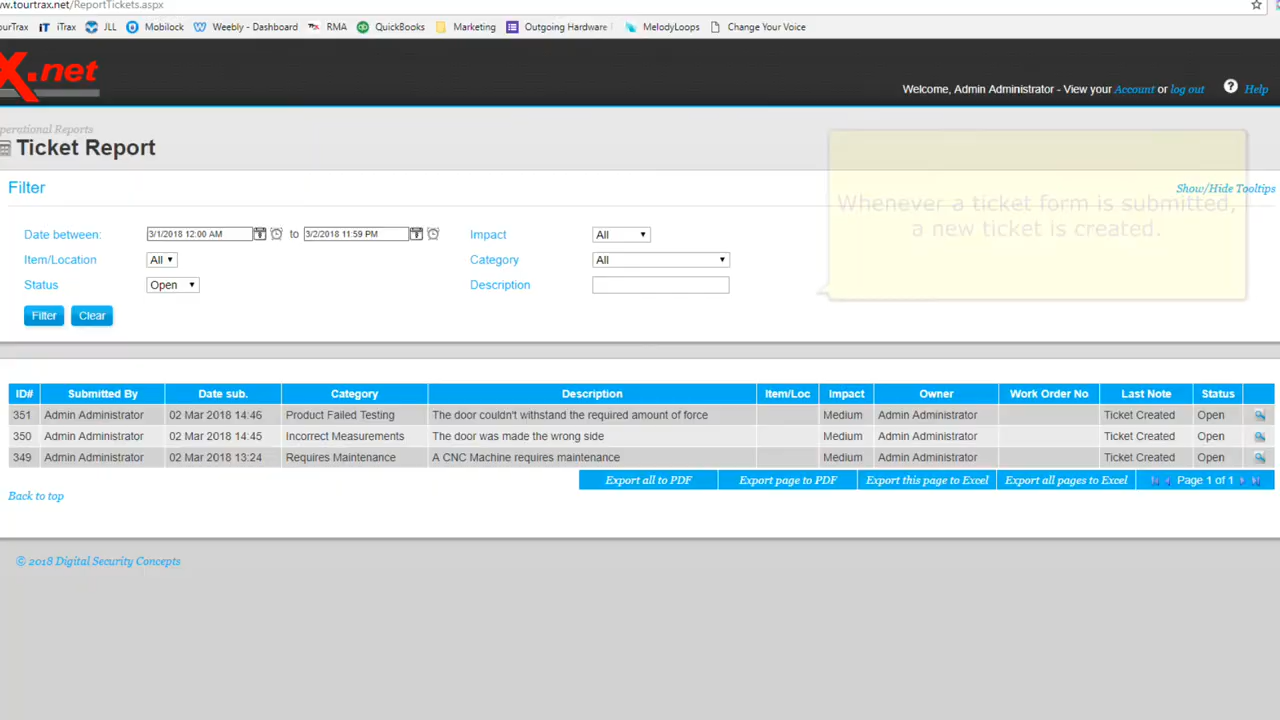 w.tourtrax.net/ReportTickets.aspx
ourTrax iTrax JLL Mobilock Weebly - Dashboard RMA QuickBooks Marketing Outgoing Hardware MelodyLoops Change Your Voice
X.net
Welcome, Admin Administrator - View your Account or log out ? Help
perational Reports
Ticket Report
Filter
Show/Hide Tooltips
Whenever a ticket form is submitted,
a new ticket is created.
Date between: 3/1/2018 12:00 AM to 3/2/2018 11:59 PM Impact All
Item/Location All Category All
Status Open Description
Filter Clear
ID# Submitted By Date sub. Category Description Item/Loc Impact Owner Work Order No Last Note Status
351 Admin Administrator 02 Mar 2018 14:46 Product Failed Testing The door couldn't withstand the required amount of force Medium Admin Administrator Ticket Created Open
350 Admin Administrator 02 Mar 2018 14:45 Incorrect Measurements The door was made the wrong side Medium Admin Administrator Ticket Created Open
349 Admin Administrator 02 Mar 2018 13:24 Requires Maintenance A CNC Machine requires maintenance Medium Admin Administrator Ticket Created Open
Export all to PDF Export page to PDF Export this page to Excel Export all pages to Excel Page 1 of 1
Back to top
© 2018 Digital Security Concepts